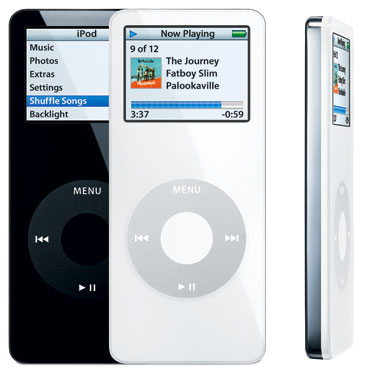 iPod
Music
Photos
Extras
Settings
Shuffle Songs
Backlight
MENU
Now Playing
9 of 12
The Journey
Fatboy Slim
Palookaville
3:37
-0:59
MENU